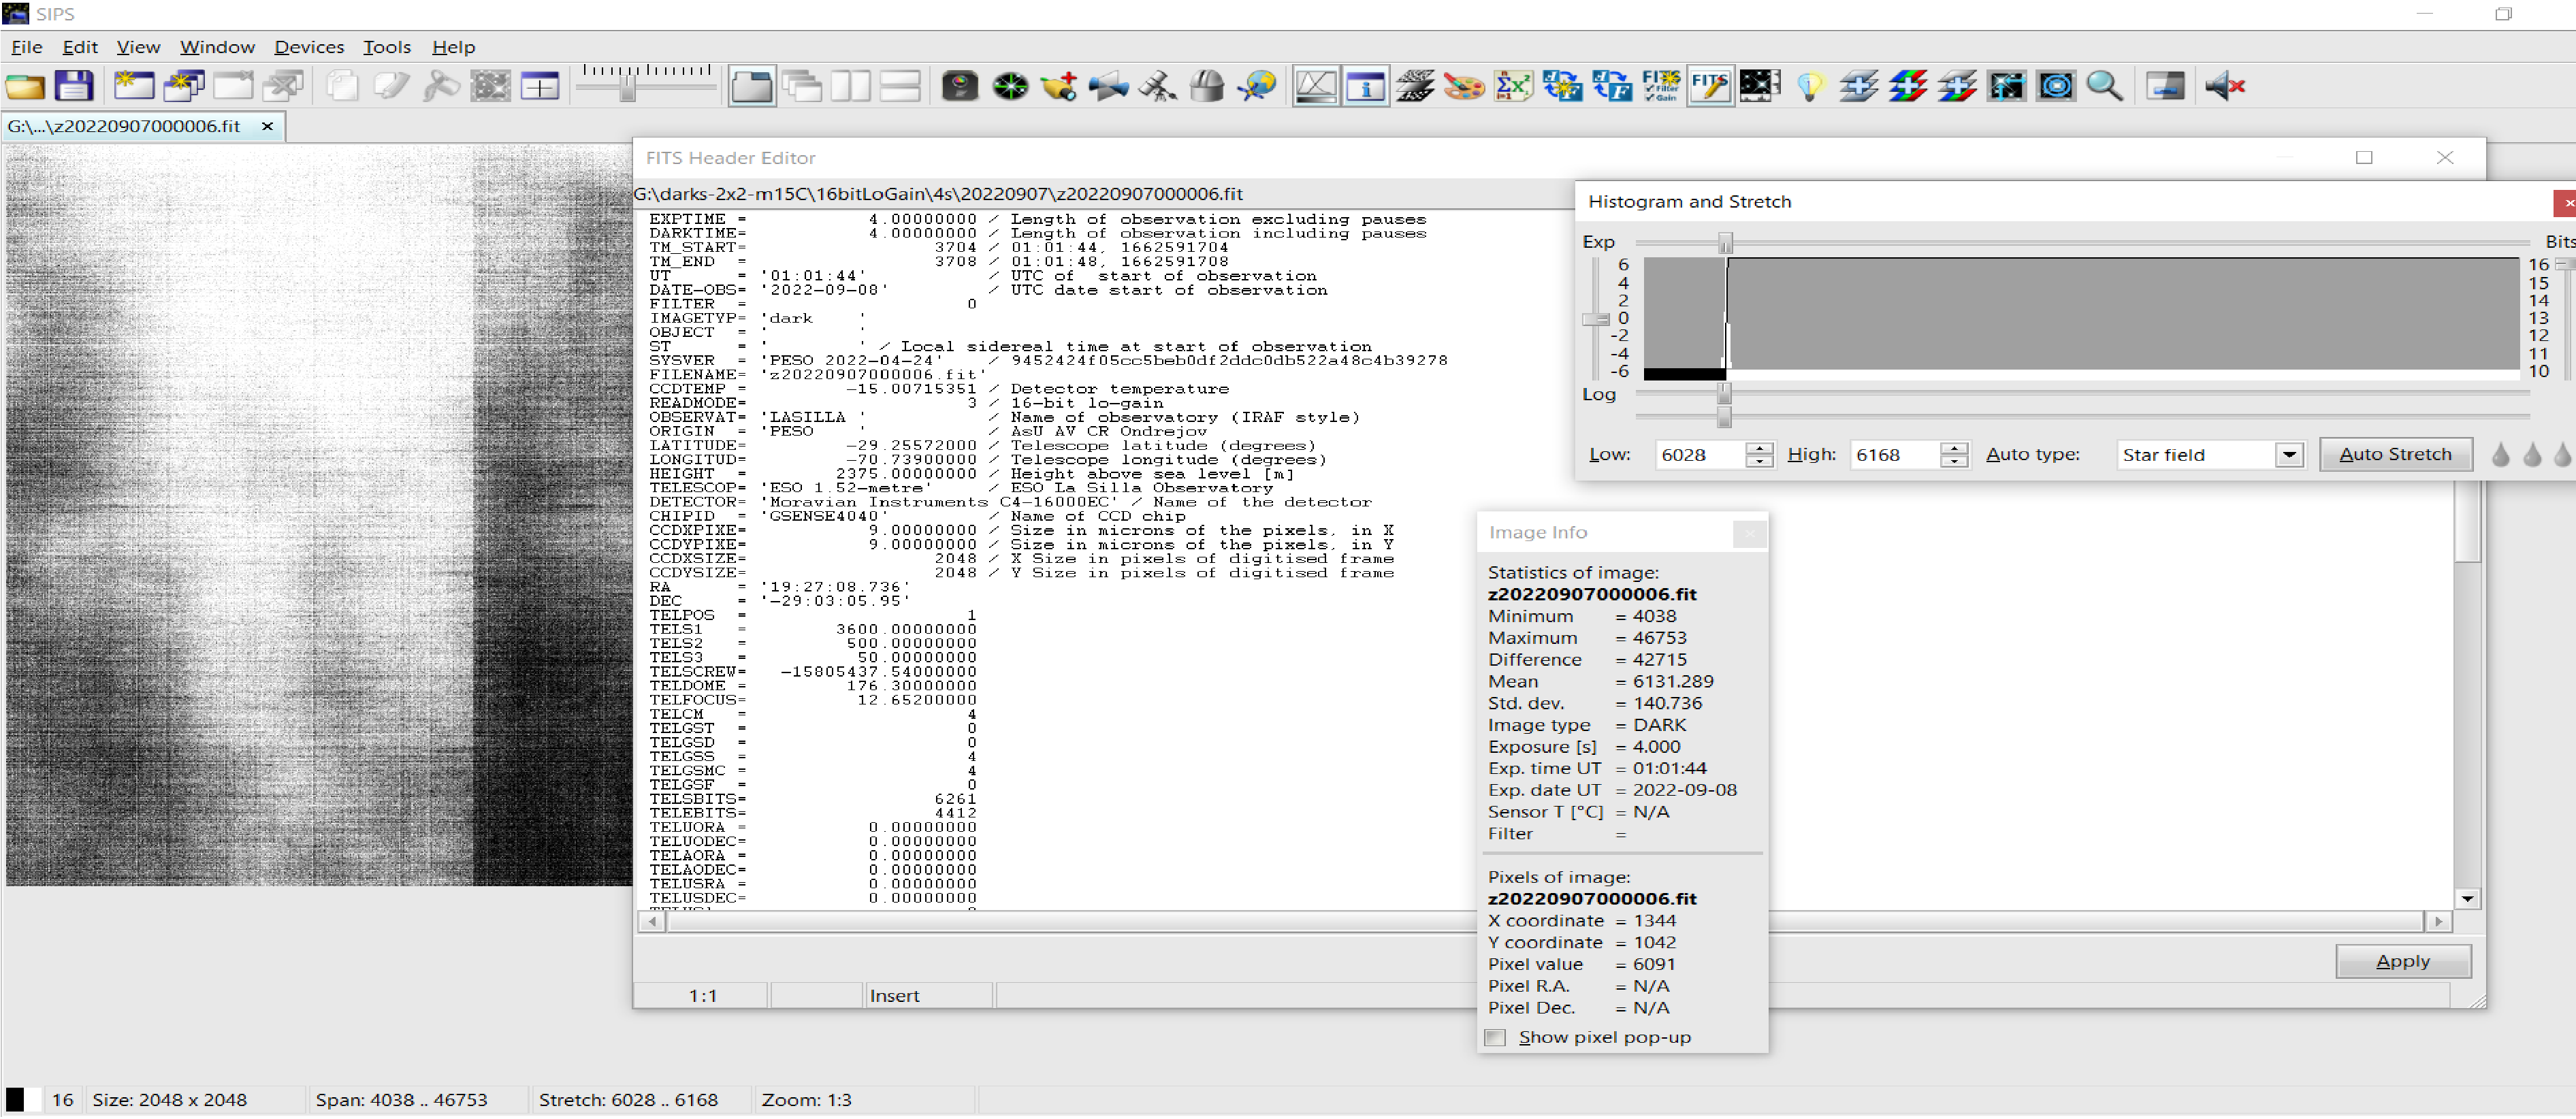 SIPS
File Edit View Window Devices Tools Help
FITS
Filter
Gain
FITS
G:\...\z20220907000006.fit
FITS Header Editor
G:\darks-2x2-m15C\16bitLoGain\4s\20220907\z20220907000006.fit
EXPTIME = 4.00000000 / Length of observation excluding pauses
DARKTIME= 4.00000000 / Length of observation including pauses
TM_START= 3704 / 01:01:44, 1662591704
TM_END = 3708 / 01:01:48, 1662591708
UT = '01:01:44' / UTC of start of observation
DATE-OBS= '2022-09-08' / UTC date start of observation
FILTER = 0
IMAGETYP= 'dark '
OBJECT = ' '
ST = ' ' / Local sidereal time at start of observation
SYSVER = 'PESO 2022-04-24' / 9452424f05cc5beb0df2ddc0db522a48c4b39278
FILENAME= 'z20220907000006.fit'
CCDTEMP = -15.00715351 / Detector temperature
READMODE= 3 / 16-bit lo-gain
OBSERVAT= 'LASILLA ' / Name of observatory (IRAF style)
ORIGIN = 'PESO ' / AsU AV CR Ondrejov
LATITUDE= -29.25572000 / Telescope latitude (degrees)
LONGITUD= -70.73900000 / Telescope longitude (degrees)
HEIGHT = 2375.00000000 / Height above sea level [m]
TELESCOP= 'ESO 1.52-metre' / ESO La Silla Observatory
DETECTOR= 'Moravian Instruments C4-16000EC' / Name of the detector
CHIPID = 'GSENSE4040' / Name of CCD chip
CCDXPIXE= 9.00000000 / Size in microns of the pixels, in X
CCDYPIXE= 9.00000000 / Size in microns of the pixels, in Y
CCDXSIZE= 2048 / X Size in pixels of digitised frame
CCDYSIZE= 2048 / Y Size in pixels of digitised frame
RA = '19:27:08.736'
DEC = '-29:03:05.95'
TELPOS = 1
TELS1 = 3600.00000000
TELS2 = 500.00000000
TELS3 = 50.00000000
TELSCREW= -15805437.54000000
TELDOME = 176.30000000
TELFOCUS= 12.65200000
TELCM = 4
TELGST = 0
TELGSD = 0
TELGSS = 4
TELGSMC = 4
TELGSF = 0
TELSBITS= 6261
TELEBITS= 4412
TELUORA = 0.00000000
TELUODEC= 0.00000000
TELAORA = 0.00000000
TELAODEC= 0.00000000
TELUSRA = 0.00000000
TELUSDEC= 0.00000000
1:1 Insert
Apply
Histogram and Stretch
Exp Bits
6 16
4 15
2 14
0 13
-2 12
-4 11
-6 10
Log
Low: 6028 High: 6168 Auto type: Star field Auto Stretch
Image Info
Statistics of image:
z20220907000006.fit
Minimum = 4038
Maximum = 46753
Difference = 42715
Mean = 6131.289
Std. dev. = 140.736
Image type = DARK
Exposure [s] = 4.000
Exp. time UT = 01:01:44
Exp. date UT = 2022-09-08
Sensor T [°C] = N/A
Filter =
Pixels of image:
z20220907000006.fit
X coordinate = 1344
Y coordinate = 1042
Pixel value = 6091
Pixel R.A. = N/A
Pixel Dec. = N/A
Show pixel pop-up
16 Size: 2048 x 2048 Span: 4038 .. 46753 Stretch: 6028 .. 6168 Zoom: 1:3